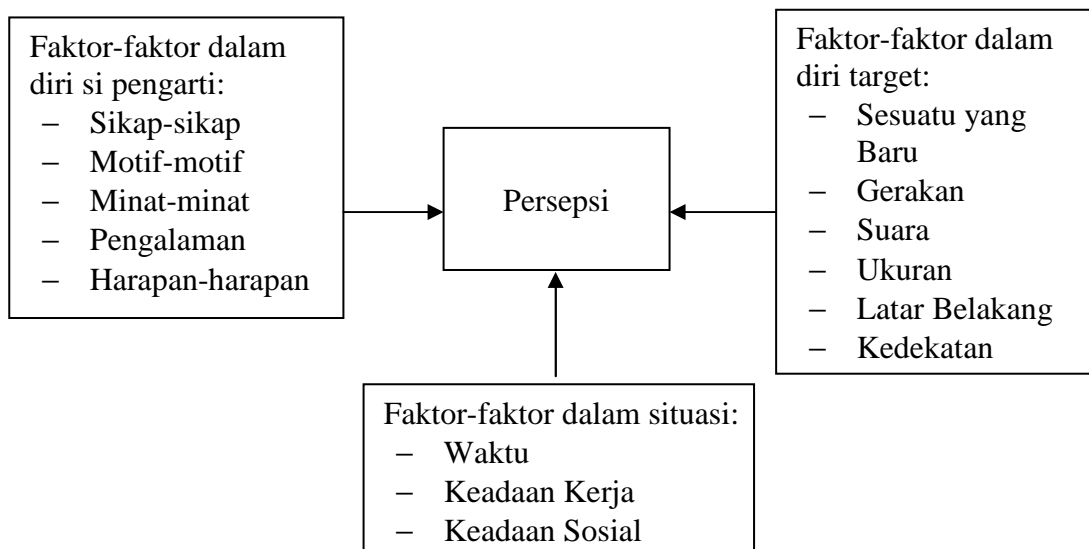 Faktor-faktor dalam
diri si pengarti:
– Sikap-sikap
– Motif-motif
– Minat-minat
– Pengalaman
– Harapan-harapan
Persepsi
Faktor-faktor dalam
diri target:
– Sesuatu yang
Baru
– Gerakan
– Suara
– Ukuran
– Latar Belakang
– Kedekatan
Faktor-faktor dalam situasi:
– Waktu
– Keadaan Kerja
– Keadaan Sosial